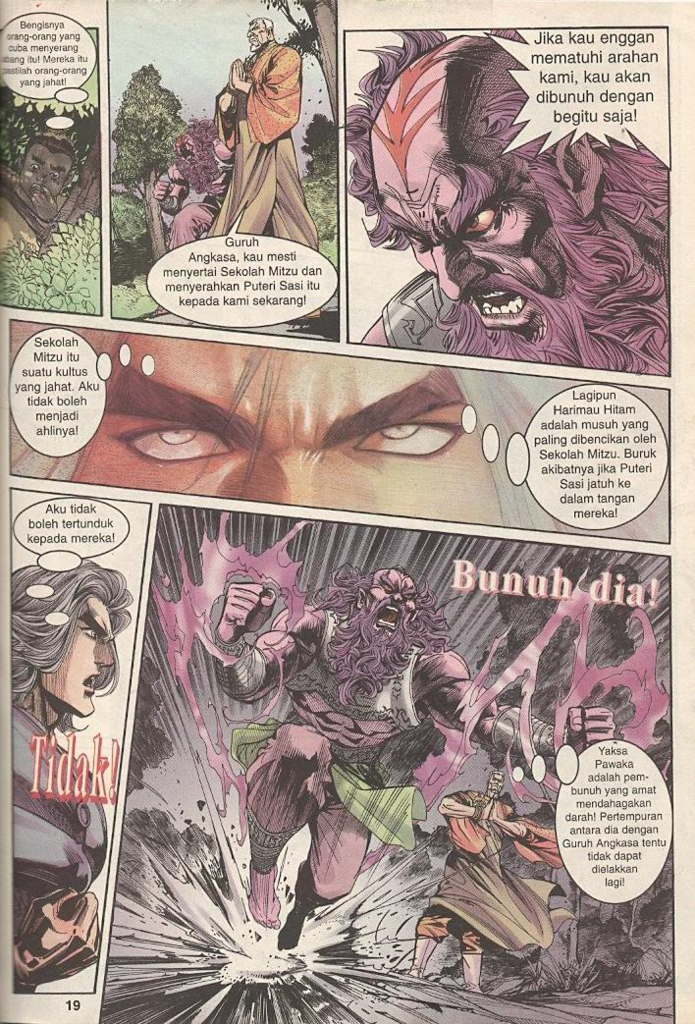 Bengisnya
orang-orang yang
cuba menyerang
abang itu! Mereka itu
pastilah orang-orang
yang jahat!
Guruh
Angkasa, kau mesti
menyertai Sekolah Mitzu dan
menyerahkan Puteri Sasi itu
kepada kami sekarang!
Jika kau enggan
mematuhi arahan
kami, kau akan
dibunuh dengan
begitu saja!
Sekolah
Mitzu itu
suatu kultus
yang jahat. Aku
tidak boleh
menjadi
ahlinya!
Lagipun
Harimau Hitam
adalah musuh yang
paling dibencikan oleh
Sekolah Mitzu. Buruk
akibatnya jika Puteri
Sasi jatuh ke
dalam tangan
mereka!
Aku tidak
boleh tertunduk
kepada mereka!
Tidak!
Bunuh dia!
Yaksa
Pawaka
adalah pem-
bunuh yang amat
mendahagakan
darah! Pertempuran
antara dia dengan
Guruh Angkasa tentu
tidak dapat
dielakkan
lagi!
19